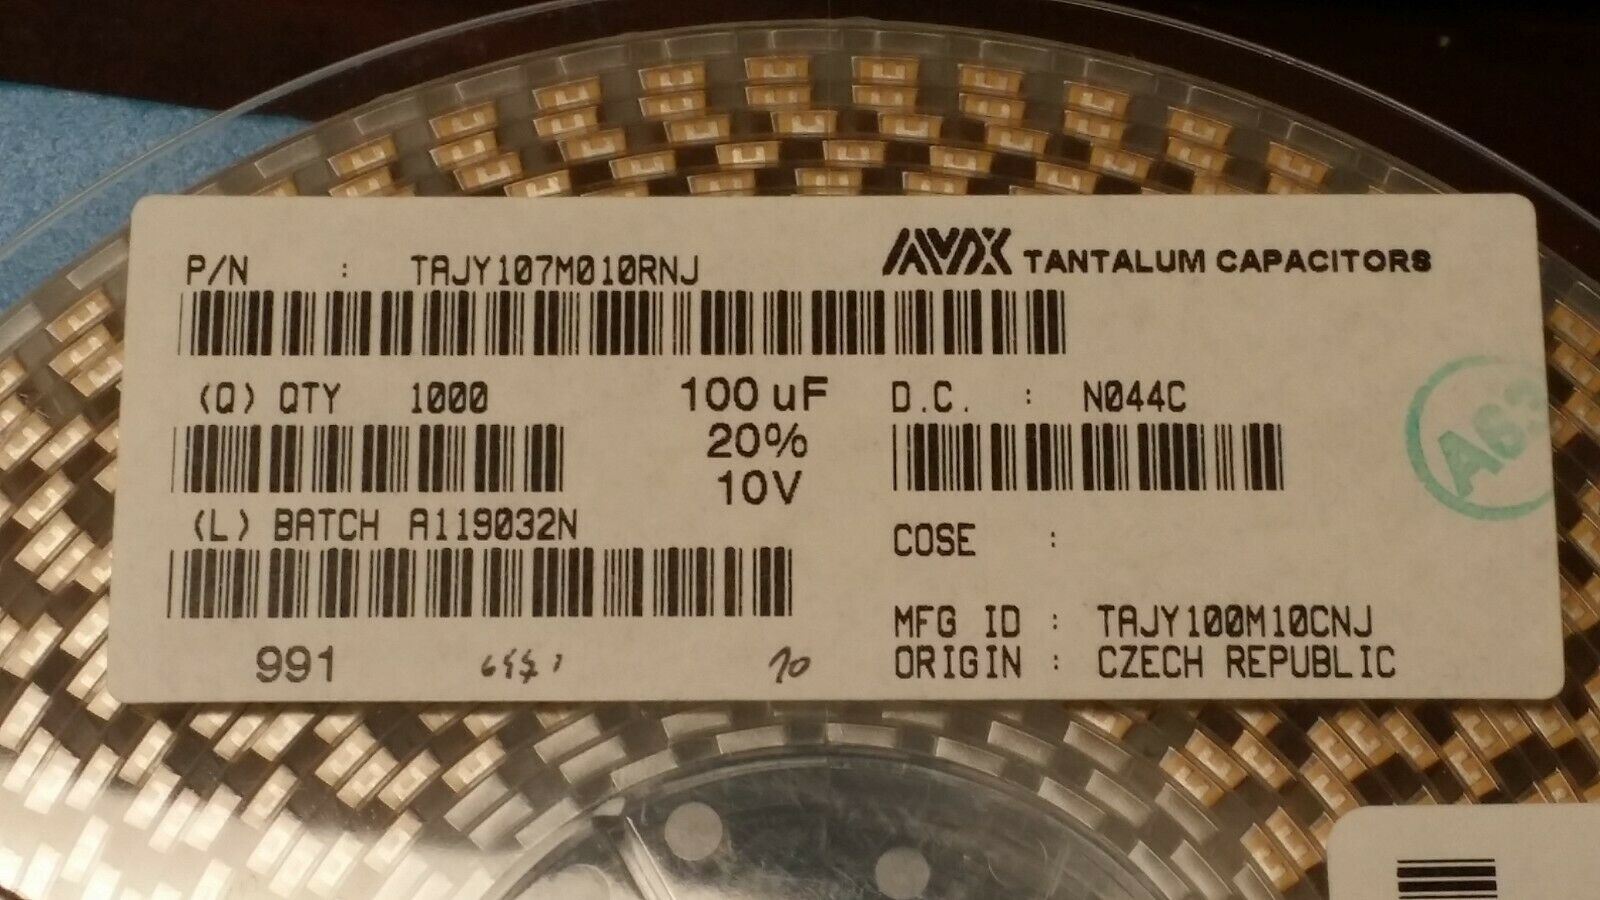 P/N : TAJY107M010RNJ
AVX TANTALUM CAPACITORS
(Q) QTY 1000
100 uF
20%
10V
D.C. : N044C
(L) BATCH A119032N
COSE :
MFG ID : TAJY100M10CNJ
ORIGIN : CZECH REPUBLIC
991
A63